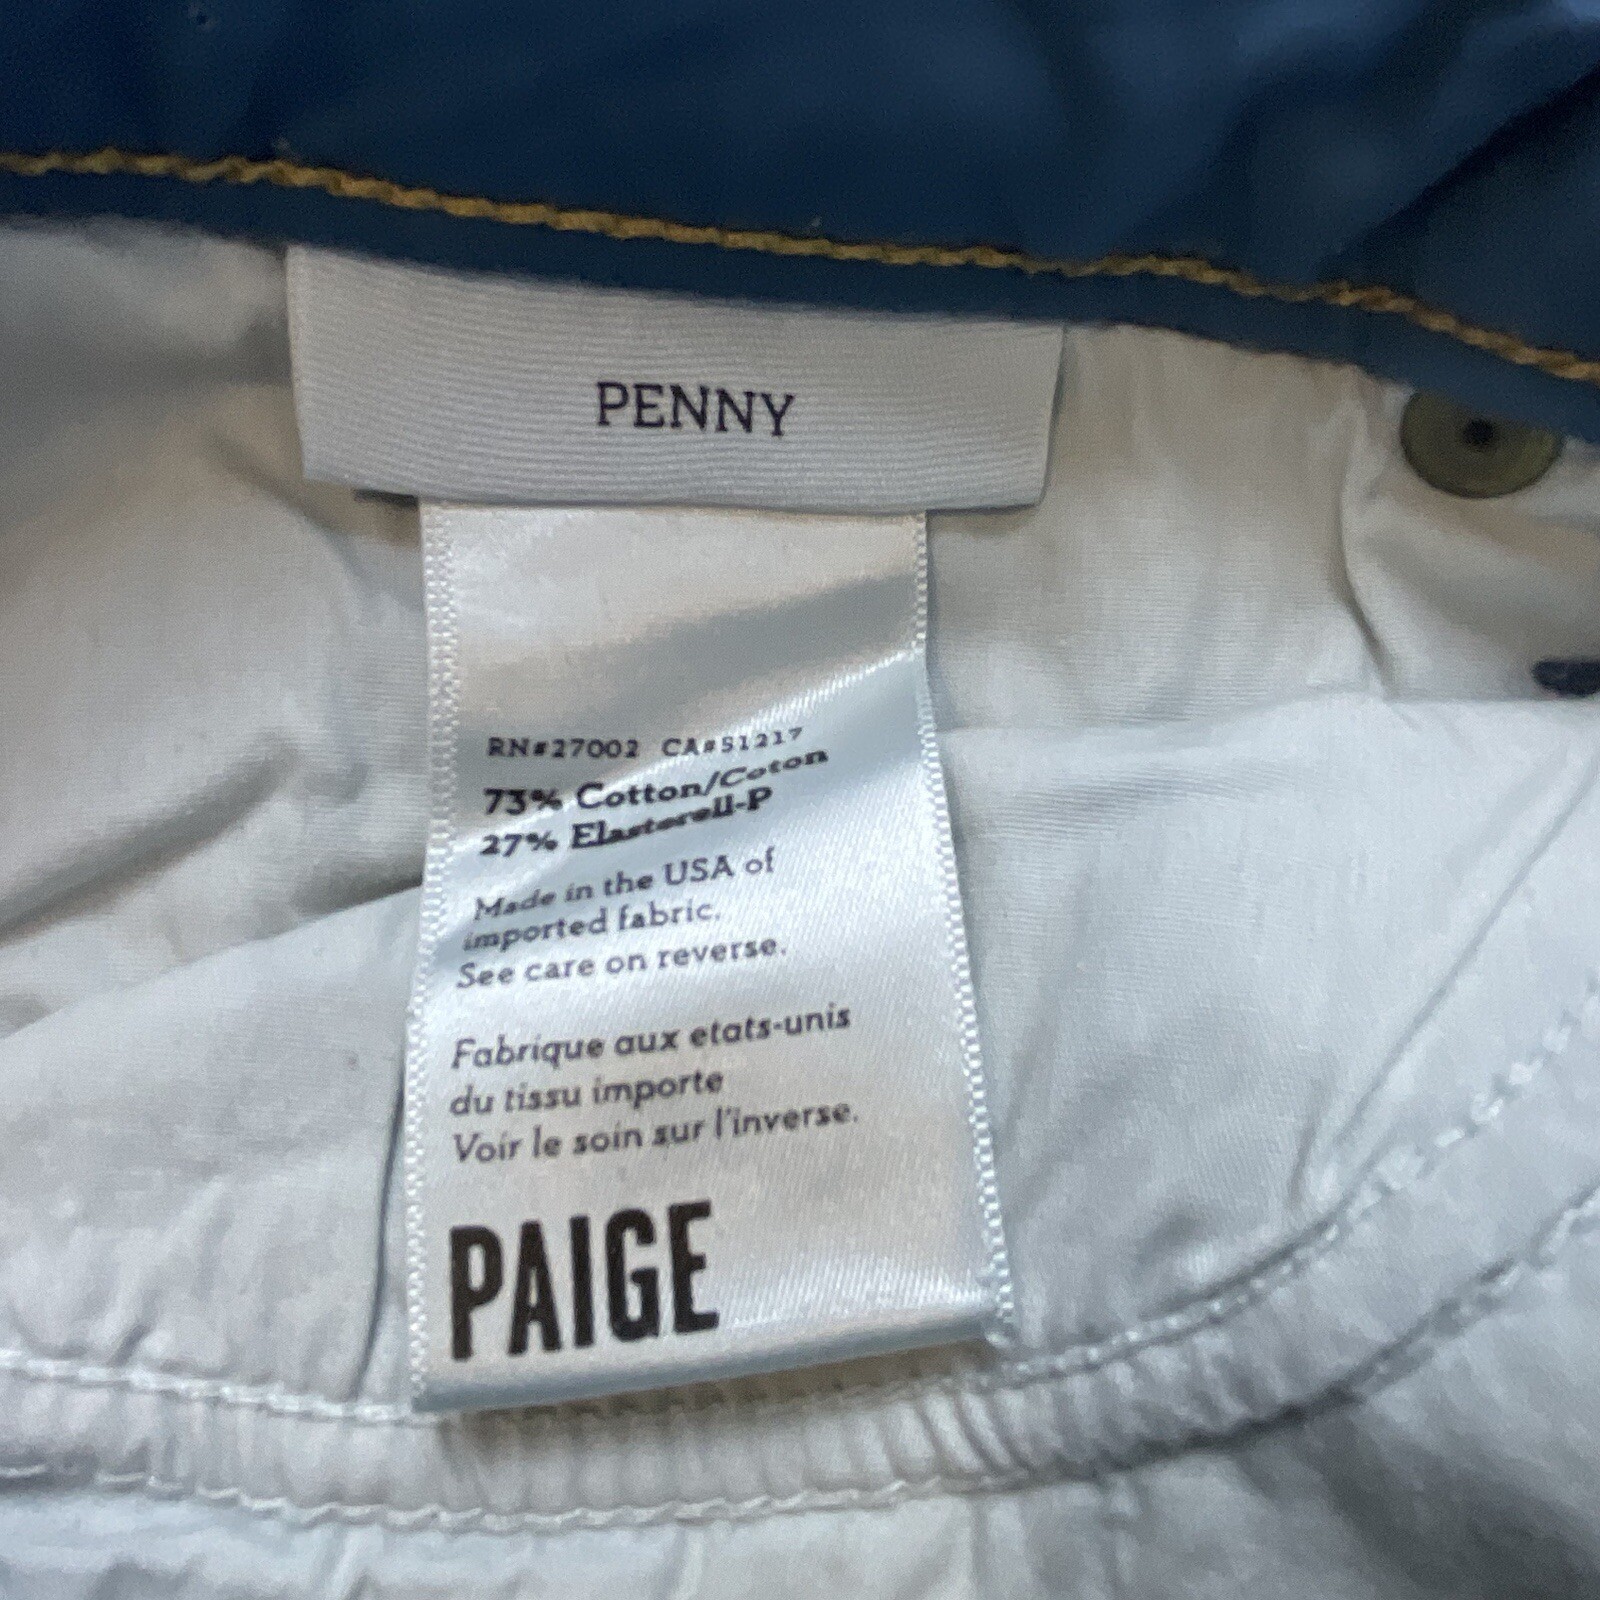 PENNY
RN#27002 CA#51217
73% Cotton/Coton
27% Elasterell-P
Made in the USA of
imported fabric.
See care on reverse.
Fabrique aux etats-unis
du tissu importe
Voir le soin sur l'inverse.
PAIGE